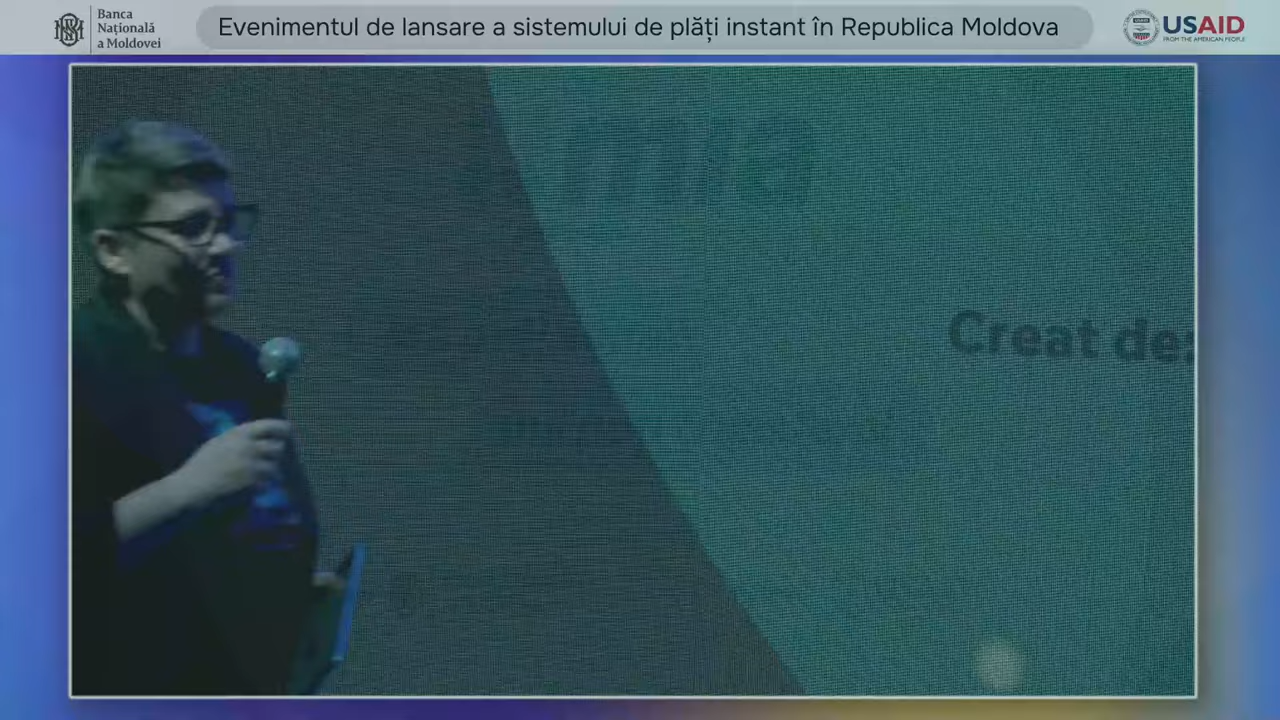 Banca
Națională
a Moldovei
Evenimentul de lansare a sistemului de plăți instant în Republica Moldova
USAID
FROM THE AMERICAN PEOPLE
mia
Creat de: